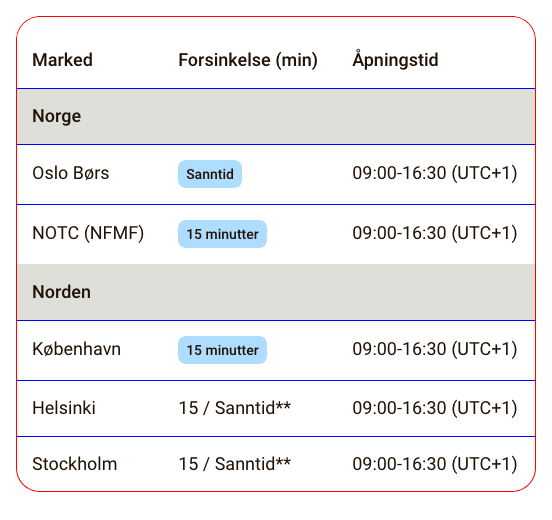 Marked Forsinkelse (min) Åpningstid
Norge
Oslo Børs Sanntid 09:00-16:30 (UTC+1)
NOTC (NFMF) 15 minutter 09:00-16:30 (UTC+1)
Norden
København 15 minutter 09:00-16:30 (UTC+1)
Helsinki 15 / Sanntid** 09:00-16:30 (UTC+1)
Stockholm 15 / Sanntid** 09:00-16:30 (UTC+1)